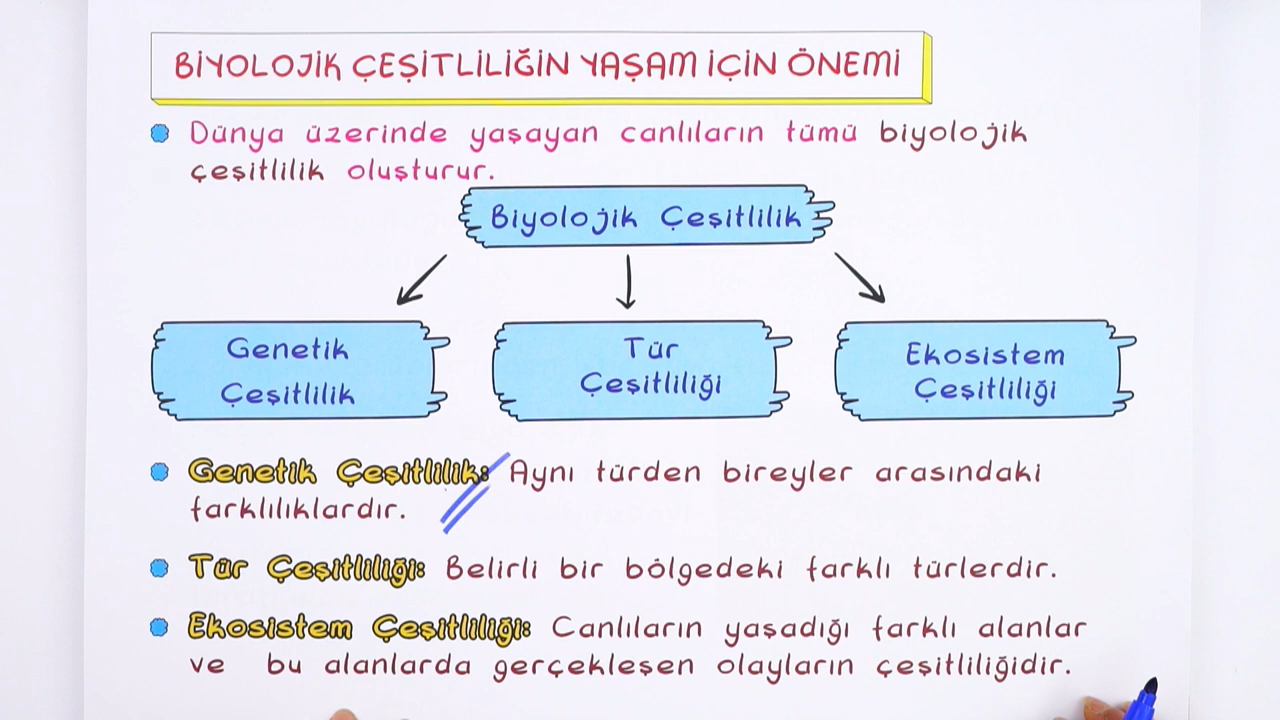 BİYOLOJİK ÇEŞİTLİLİĞİN YAŞAM İÇİN ÖNEMİ
Dünya üzerinde yaşayan canlıların tümü biyolojik
çeşitlilik oluşturur.
Biyolojik Çeşitlilik
Genetik
Çeşitlilik
Tür
Çeşitliliği
Ekosistem
Çeşitliliği
Genetik Çeşitlilik: Aynı türden bireyler arasındaki
farklılıklardır.
Tür Çeşitliliği: Belirli bir bölgedeki farklı türlerdir.
Ekosistem Çeşitliliği: Canlıların yaşadığı farklı alanlar
ve bu alanlarda gerçekleşen olayların çeşitliliğidir.